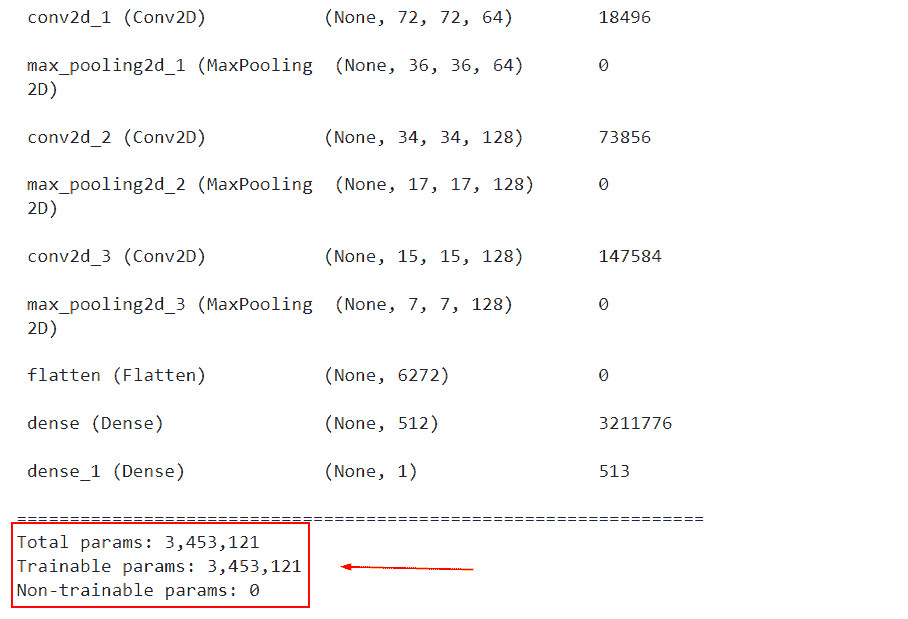 conv2d_1 (Conv2D) (None, 72, 72, 64) 18496
max_pooling2d_1 (MaxPooling (None, 36, 36, 64) 0
2D)
conv2d_2 (Conv2D) (None, 34, 34, 128) 73856
max_pooling2d_2 (MaxPooling (None, 17, 17, 128) 0
2D)
conv2d_3 (Conv2D) (None, 15, 15, 128) 147584
max_pooling2d_3 (MaxPooling (None, 7, 7, 128) 0
2D)
flatten (Flatten) (None, 6272) 0
dense (Dense) (None, 512) 3211776
dense_1 (Dense) (None, 1) 513
=================================================================
Total params: 3,453,121
Trainable params: 3,453,121
Non-trainable params: 0